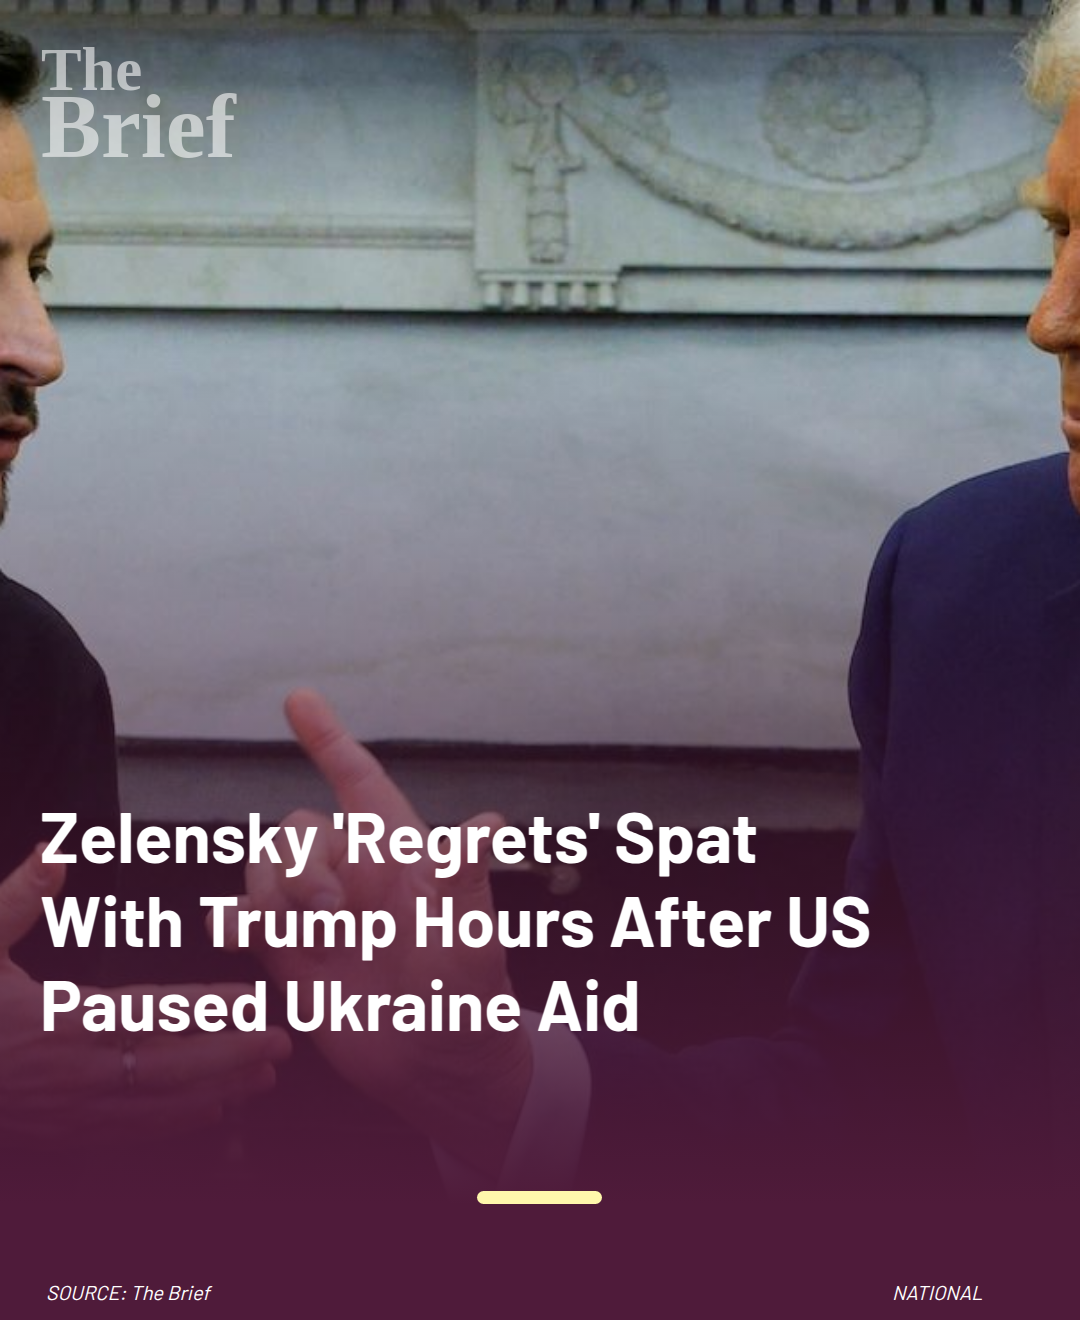 The
Brief
Zelensky 'Regrets' Spat
With Trump Hours After US
Paused Ukraine Aid
SOURCE: The Brief
NATIONAL